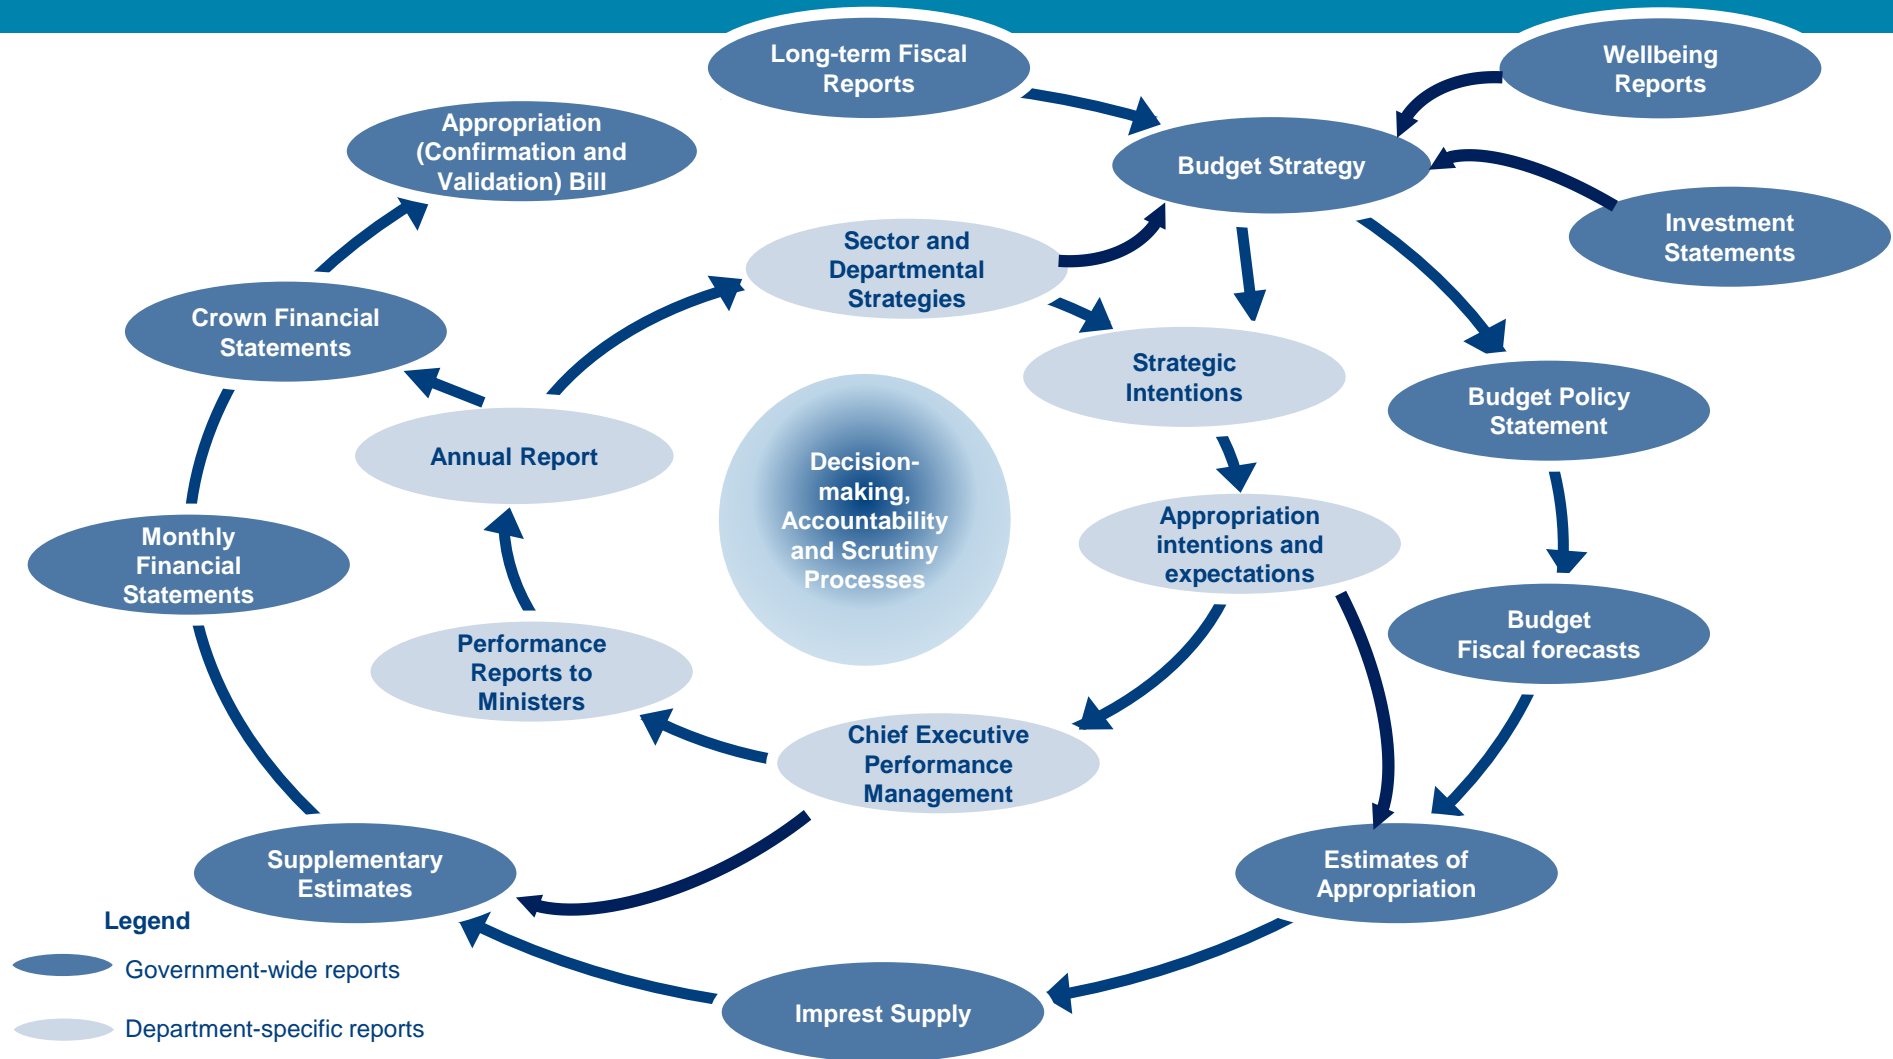 Long-term Fiscal
Reports
Wellbeing
Reports
Appropriation
(Confirmation and
Validation) Bill
Budget Strategy
Investment
Statements
Sector and
Departmental
Strategies
Crown Financial
Statements
Strategic
Intentions
Budget Policy
Statement
Annual Report
Decision-
making,
Accountability
and Scrutiny
Processes
Appropriation
intentions and
expectations
Monthly
Financial
Statements
Budget
Fiscal forecasts
Performance
Reports to
Ministers
Chief Executive
Performance
Management
Supplementary
Estimates
Estimates of
Appropriation
Imprest Supply
Legend
Government-wide reports
Department-specific reports